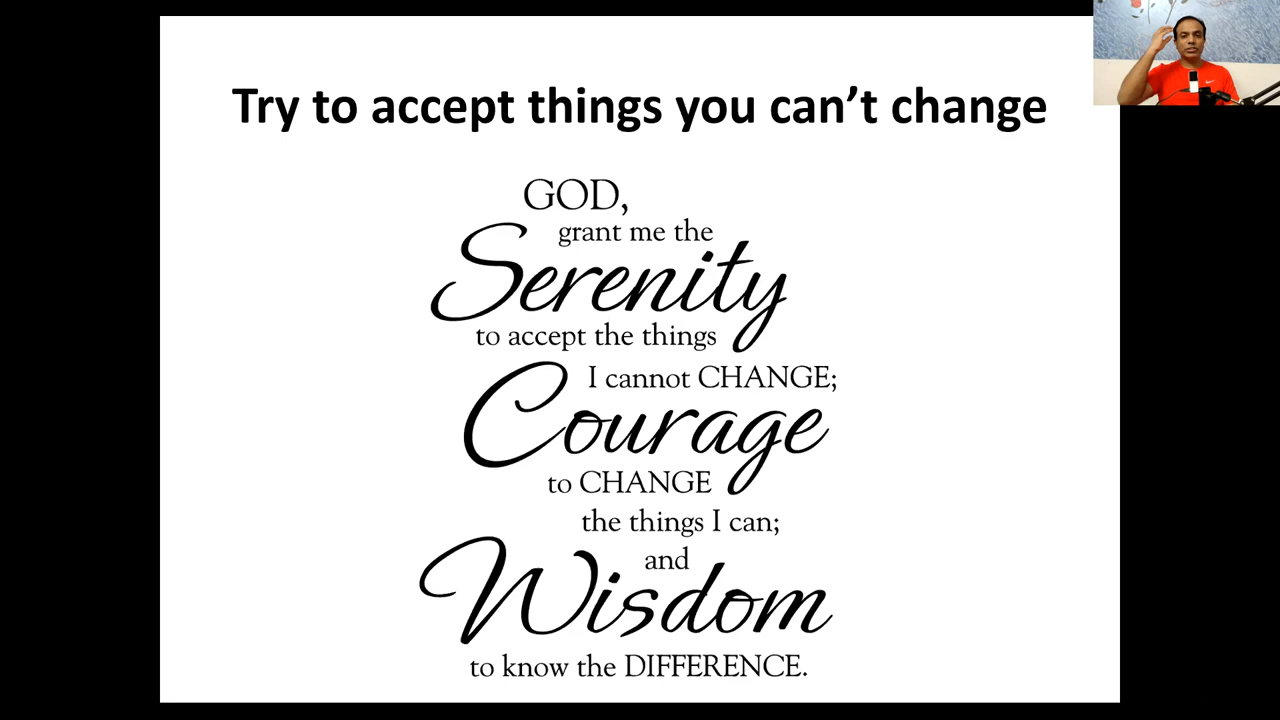 Try to accept things you can’t change
GOD,
grant me the
Serenity
to accept the things
I cannot CHANGE;
Courage
to CHANGE
the things I can;
and
Wisdom
to know the DIFFERENCE.